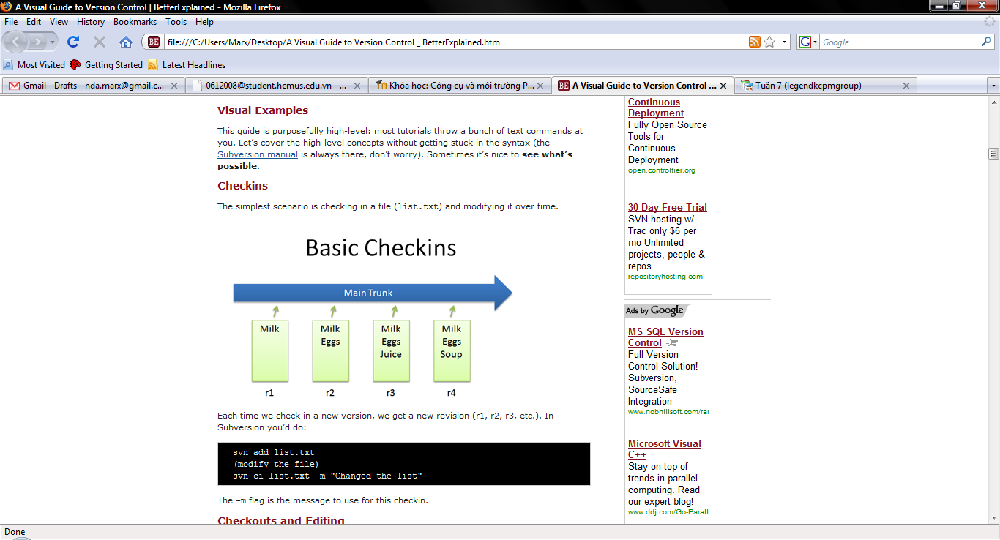 A Visual Guide to Version Control | BetterExplained - Mozilla Firefox
File Edit View History Bookmarks Tools Help
BE file:///C:/Users/Marx/Desktop/A Visual Guide to Version Control _ BetterExplained.htm
G Google
Most Visited Getting Started Latest Headlines
Gmail - Drafts - nda.marx@gmail.c...
0612008@student.hcmus.edu.vn - ...
Khóa học: Công cụ và môi trường P...
BE A Visual Guide to Version Control ...
Tuần 7 (legendkcpmgroup)
Visual Examples
This guide is purposefully high-level: most tutorials throw a bunch of text commands at
you. Let's cover the high-level concepts without getting stuck in the syntax (the
Subversion manual is always there, don't worry). Sometimes it's nice to see what's
possible.
Checkins
The simplest scenario is checking in a file (list.txt) and modifying it over time.
Basic Checkins
Main Trunk
Milk
Milk
Eggs
Milk
Eggs
Juice
Milk
Eggs
Soup
r1 r2 r3 r4
Each time we check in a new version, we get a new revision (r1, r2, r3, etc.). In
Subversion you'd do:
svn add list.txt
(modify the file)
svn ci list.txt -m "Changed the list"
The -m flag is the message to use for this checkin.
Checkouts and Editing
Continuous
Deployment
Fully Open Source
Tools for
Continuous
Deployment
open.controltier.org
30 Day Free Trial
SVN hosting w/
Trac only $6 per
mo Unlimited
projects, people &
repos
repositoryhosting.com
Ads by Google
MS SQL Version
Control
Full Version
Control Solution!
Subversion,
SourceSafe
Integration
www.nobhillsoft.com/ran
Microsoft Visual
C++
Stay on top of
trends in parallel
computing. Read
our expert blog!
www.ddj.com/Go-Parall
Done